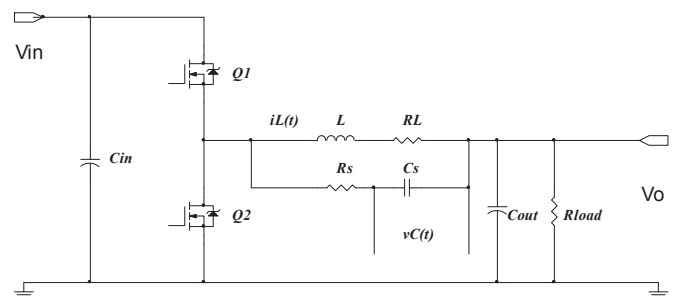 Vin
Q1
iL(t) L RL
Cin
Rs Cs
Vo
Q2
Cout Rload
vC(t)